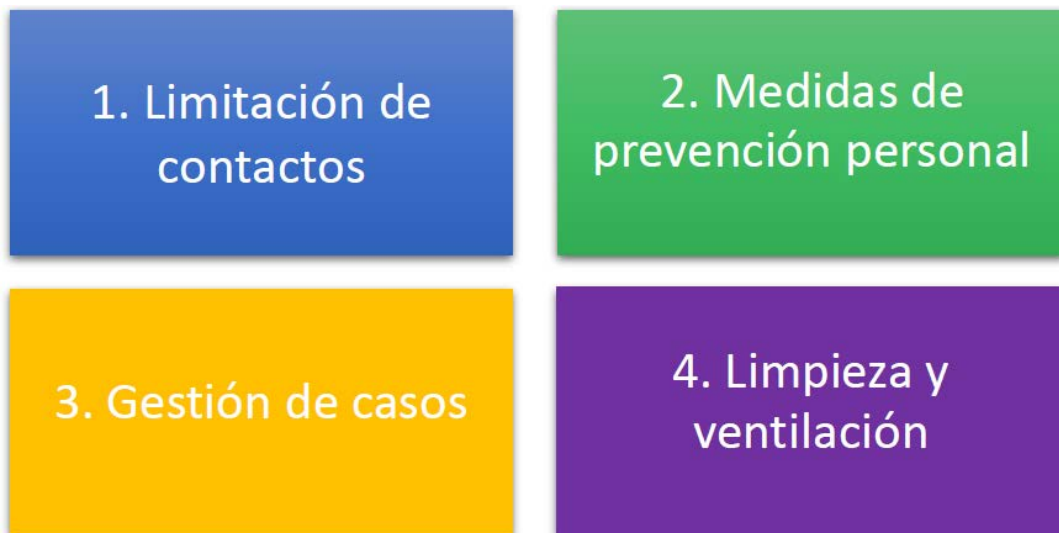 1. Limitación de
contactos
2. Medidas de
prevención personal
3. Gestión de casos
4. Limpieza y
ventilación